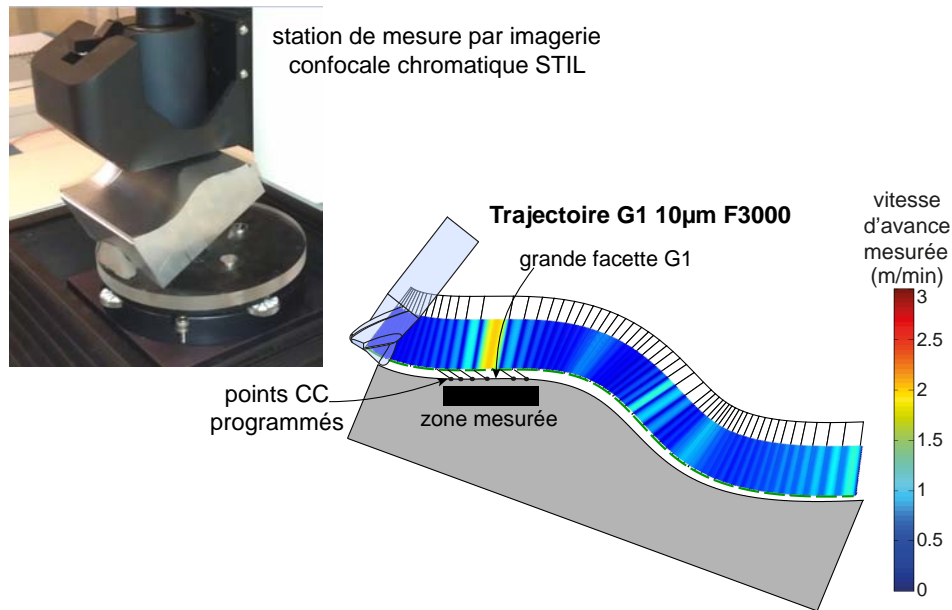 station de mesure par imagerie
confocale chromatique STIL
Trajectoire G1 10µm F3000
grande facette G1
points CC
programmés
zone mesurée
vitesse
d'avance
mesurée
(m/min)
3
2.5
2
1.5
1
0.5
0